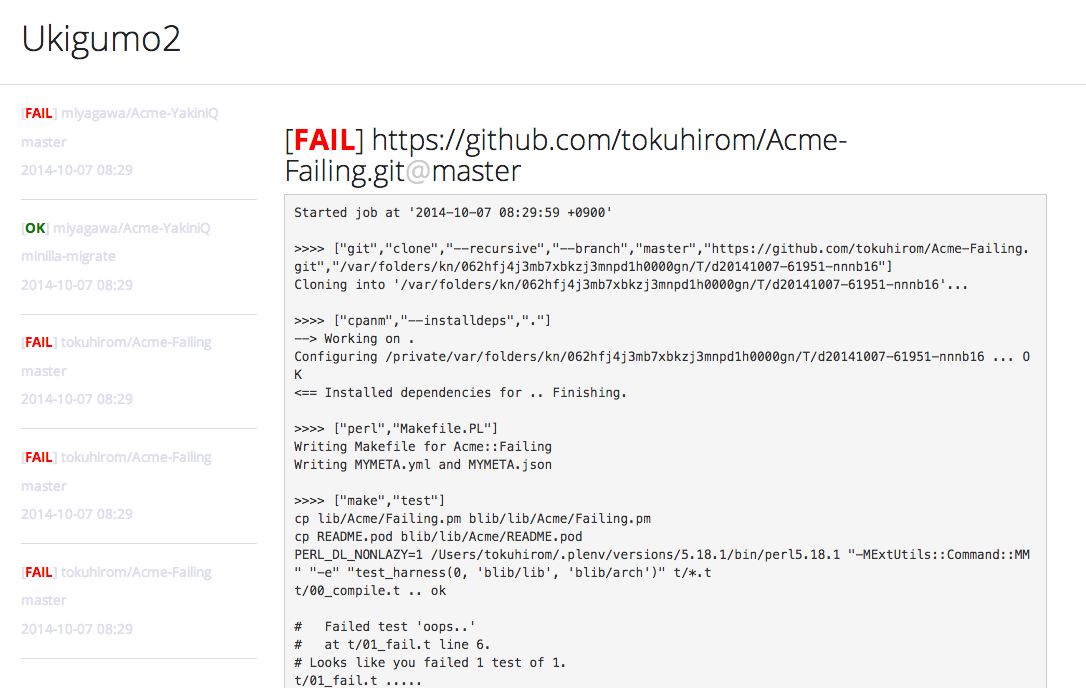 Ukigumo2
[FAIL] miyagawa/Acme-YakiniQ
master
2014-10-07 08:29
[OK] miyagawa/Acme-YakiniQ
minilla-migrate
2014-10-07 08:29
[FAIL] tokuhirom/Acme-Failing
master
2014-10-07 08:29
[FAIL] tokuhirom/Acme-Failing
master
2014-10-07 08:29
[FAIL] tokuhirom/Acme-Failing
master
2014-10-07 08:29
[FAIL] https://github.com/tokuhirom/Acme-
Failing.git@master
Started job at '2014-10-07 08:29:59 +0900'
>>>> ["git","clone","--recursive","--branch","master","https://github.com/tokuhirom/Acme-Failing.
git","/var/folders/kn/062hfj4j3mb7xbkzj3mnpd1h0000gn/T/d20141007-61951-nnnb16"]
Cloning into '/var/folders/kn/062hfj4j3mb7xbkzj3mnpd1h0000gn/T/d20141007-61951-nnnb16'...
>>>> ["cpanm","--installdeps","."]
--> Working on .
Configuring /private/var/folders/kn/062hfj4j3mb7xbkzj3mnpd1h0000gn/T/d20141007-61951-nnnb16 ... O
K
<== Installed dependencies for .. Finishing.
>>>> ["perl","Makefile.PL"]
Writing Makefile for Acme::Failing
Writing MYMETA.yml and MYMETA.json
>>>> ["make","test"]
cp lib/Acme/Failing.pm blib/lib/Acme/Failing.pm
cp README.pod blib/lib/Acme/README.pod
PERL_DL_NONLAZY=1 /Users/tokuhirom/.plenv/versions/5.18.1/bin/perl5.18.1 "-MExtUtils::Command::MM
" "-e" "test_harness(0, 'blib/lib', 'blib/arch')" t/*.t
t/00_compile.t .. ok
#   Failed test 'oops..'
#   at t/01_fail.t line 6.
# Looks like you failed 1 test of 1.
t/01_fail.t .....